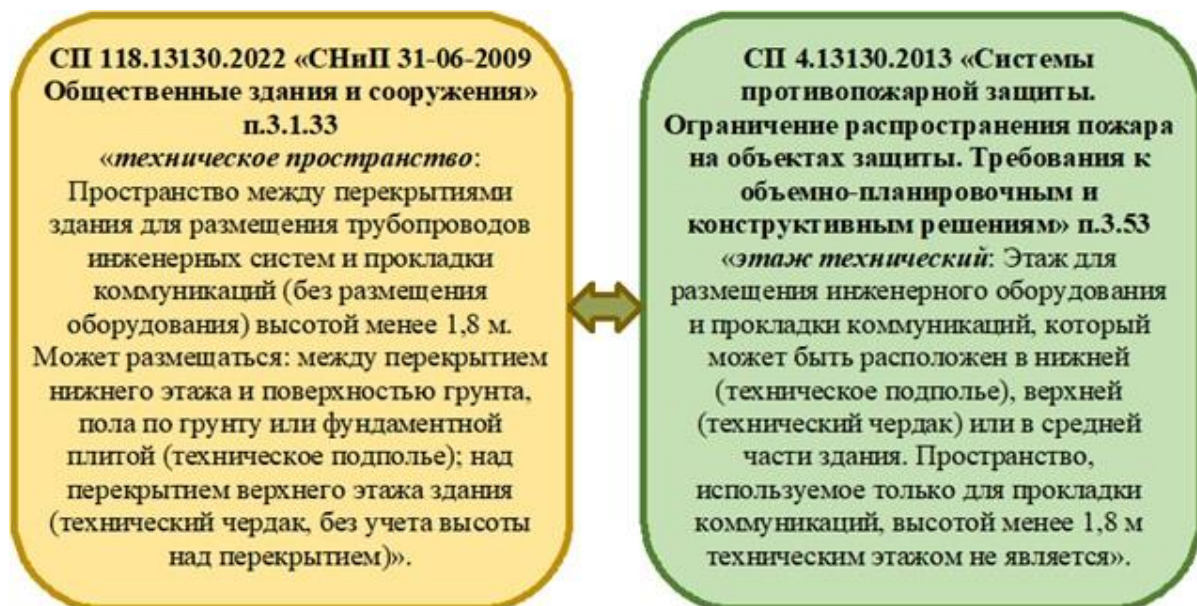 СП 118.13130.2022 «СНиП 31-06-2009
Общественные здания и сооружения»
п.3.1.33
«техническое пространство:
Пространство между перекрытиями
здания для размещения трубопроводов
инженерных систем и прокладки
коммуникаций (без размещения
оборудования) высотой менее 1,8 м.
Может размещаться: между перекрытием
нижнего этажа и поверхностью грунта,
пола по грунту или фундаментной
плитой (техническое подполье); над
перекрытием верхнего этажа здания
(технический чердак, без учета высоты
над перекрытием)».
СП 4.13130.2013 «Системы
противопожарной защиты.
Ограничение распространения пожара
на объектах защиты. Требования к
объемно-планировочным и
конструктивным решениям» п.3.53
«этаж технический: Этаж для
размещения инженерного оборудования
и прокладки коммуникаций, который
может быть расположен в нижней
(техническое подполье), верхней
(технический чердак) или в средней
части здания. Пространство,
используемое только для прокладки
коммуникаций, высотой менее 1,8 м
техническим этажом не является».